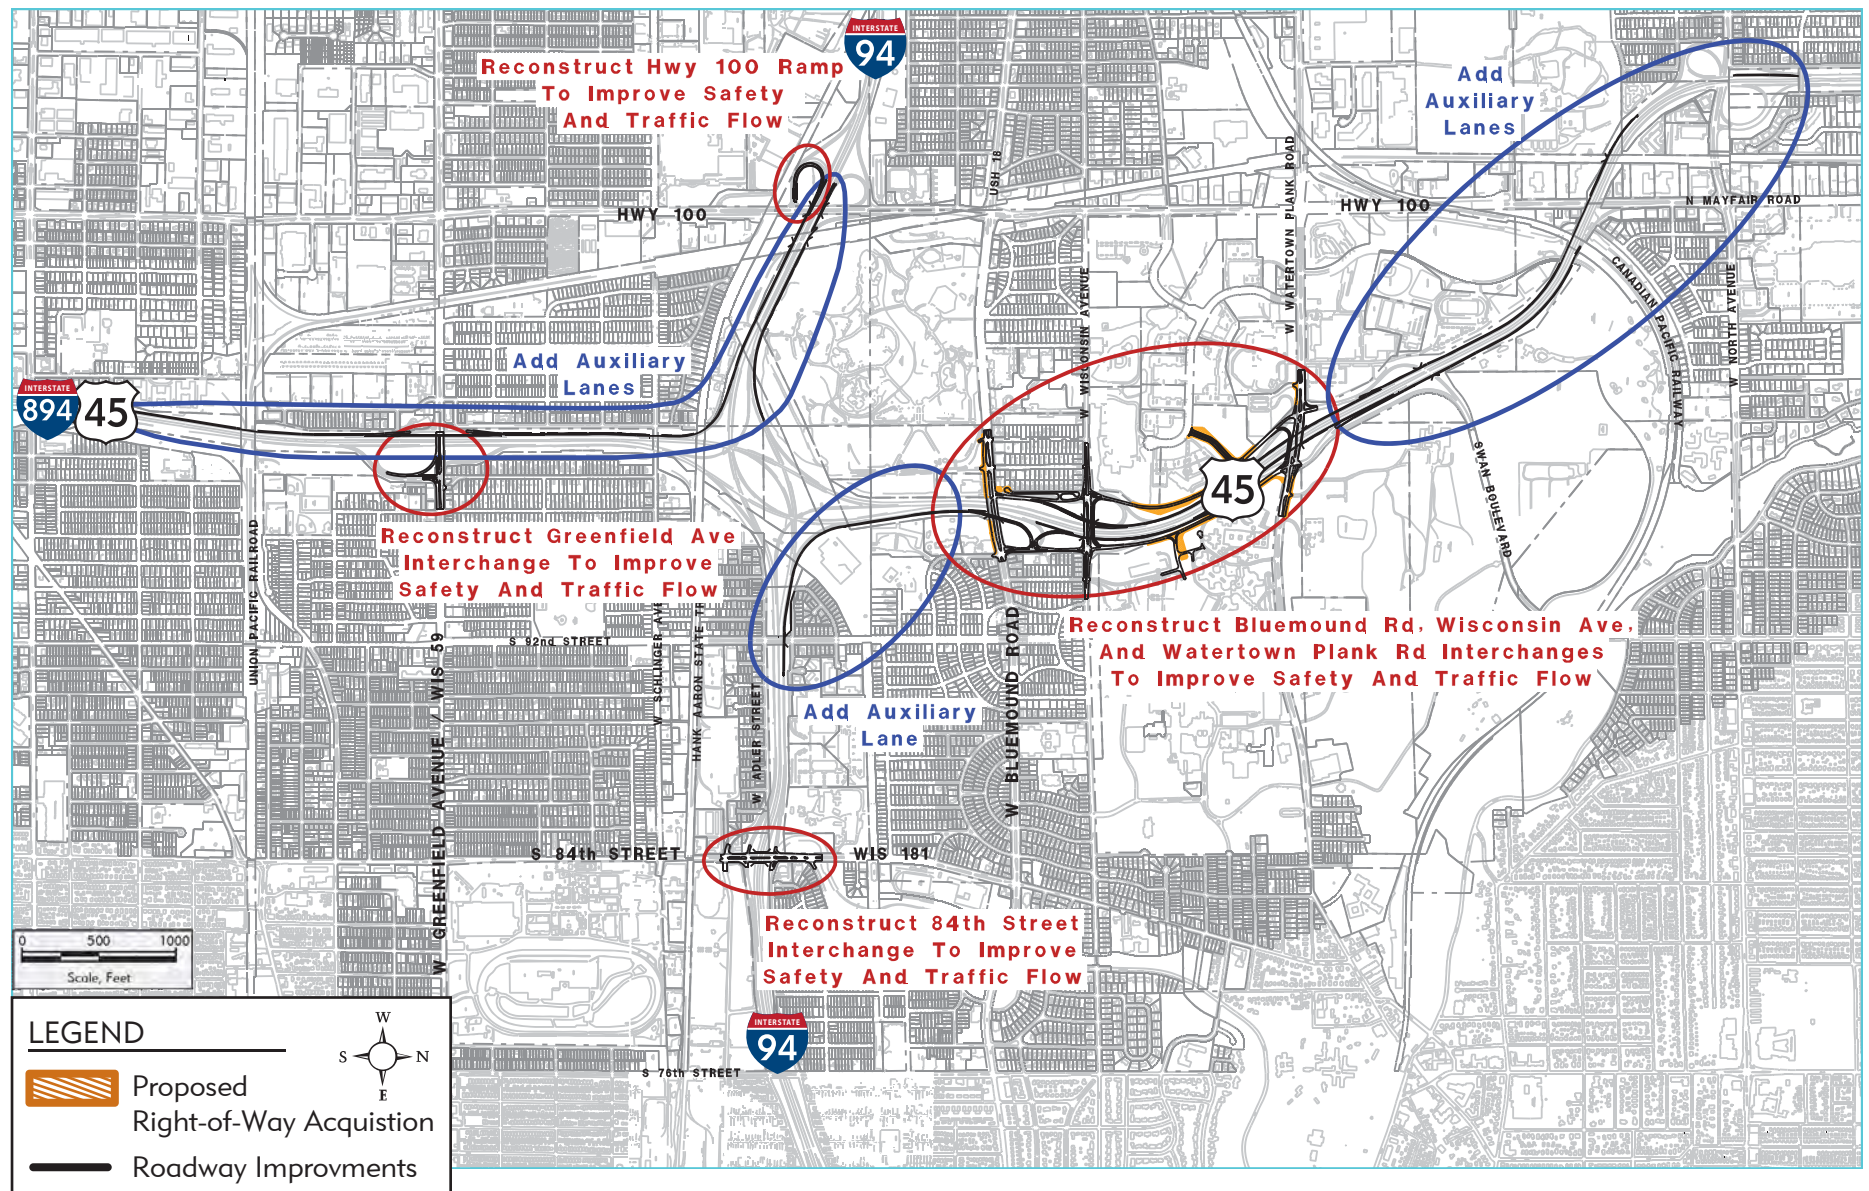 INTERSTATE
94
Reconstruct Hwy 100 Ramp
To Improve Safety
And Traffic Flow
Add
Auxiliary
Lanes
USH 18
W WATERTOWN PLANK ROAD
HWY 100
HWY 100
N MAYFAIR ROAD
CANADIAN PACIFIC RAILWAY
W NORTH AVENUE
W WISCONSIN AVENUE
Add Auxiliary
Lanes
INTERSTATE
894
45
45
SWAN BOULEVARD
Reconstruct Greenfield Ave
Interchange To Improve
Safety And Traffic Flow
UNION PACIFIC RAILROAD
S 92nd STREET
W GREENFIELD AVENUE / WIS 59
W SCHLINGER AVE
HANK AARON STATE TR
W ADLER STREET
W BLUEMOUND ROAD
Reconstruct Bluemound Rd, Wisconsin Ave,
And Watertown Plank Rd Interchanges
To Improve Safety And Traffic Flow
Add Auxiliary
Lane
S 84th STREET
WIS 181
Reconstruct 84th Street
Interchange To Improve
Safety And Traffic Flow
INTERSTATE
94
S 76th STREET
0 500 1000
Scale, Feet
LEGEND
W
S N
E
Proposed
Right-of-Way Acquistion
Roadway Improvments